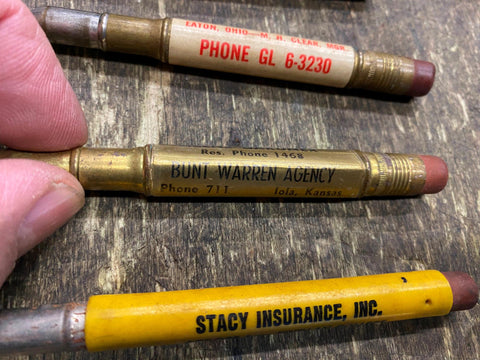 EATON, OHIO—M. H. CLEAR, MGR.
PHONE GL 6-3230
Res. Phone 1468
BUNT WARREN AGENCY
Phone 711 Iola, Kansas
STACY INSURANCE, INC.